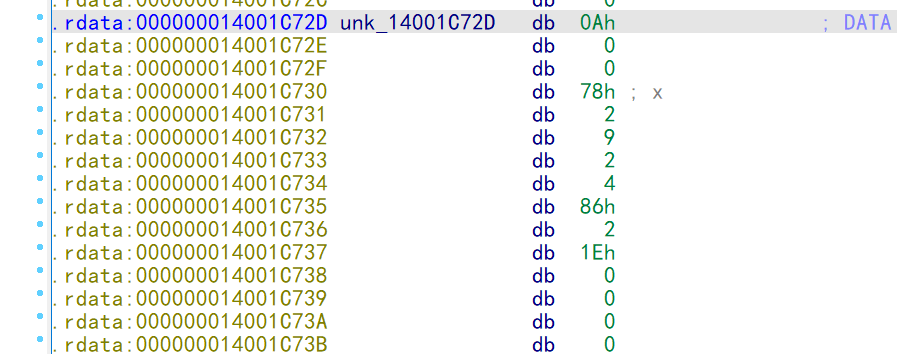 .rdata:000000014001C72C db 0
.rdata:000000014001C72D unk_14001C72D db 0Ah ; DATA
.rdata:000000014001C72E db 0
.rdata:000000014001C72F db 0
.rdata:000000014001C730 db 78h ; x
.rdata:000000014001C731 db 2
.rdata:000000014001C732 db 9
.rdata:000000014001C733 db 2
.rdata:000000014001C734 db 4
.rdata:000000014001C735 db 86h
.rdata:000000014001C736 db 2
.rdata:000000014001C737 db 1Eh
.rdata:000000014001C738 db 0
.rdata:000000014001C739 db 0
.rdata:000000014001C73A db 0
.rdata:000000014001C73B db 0